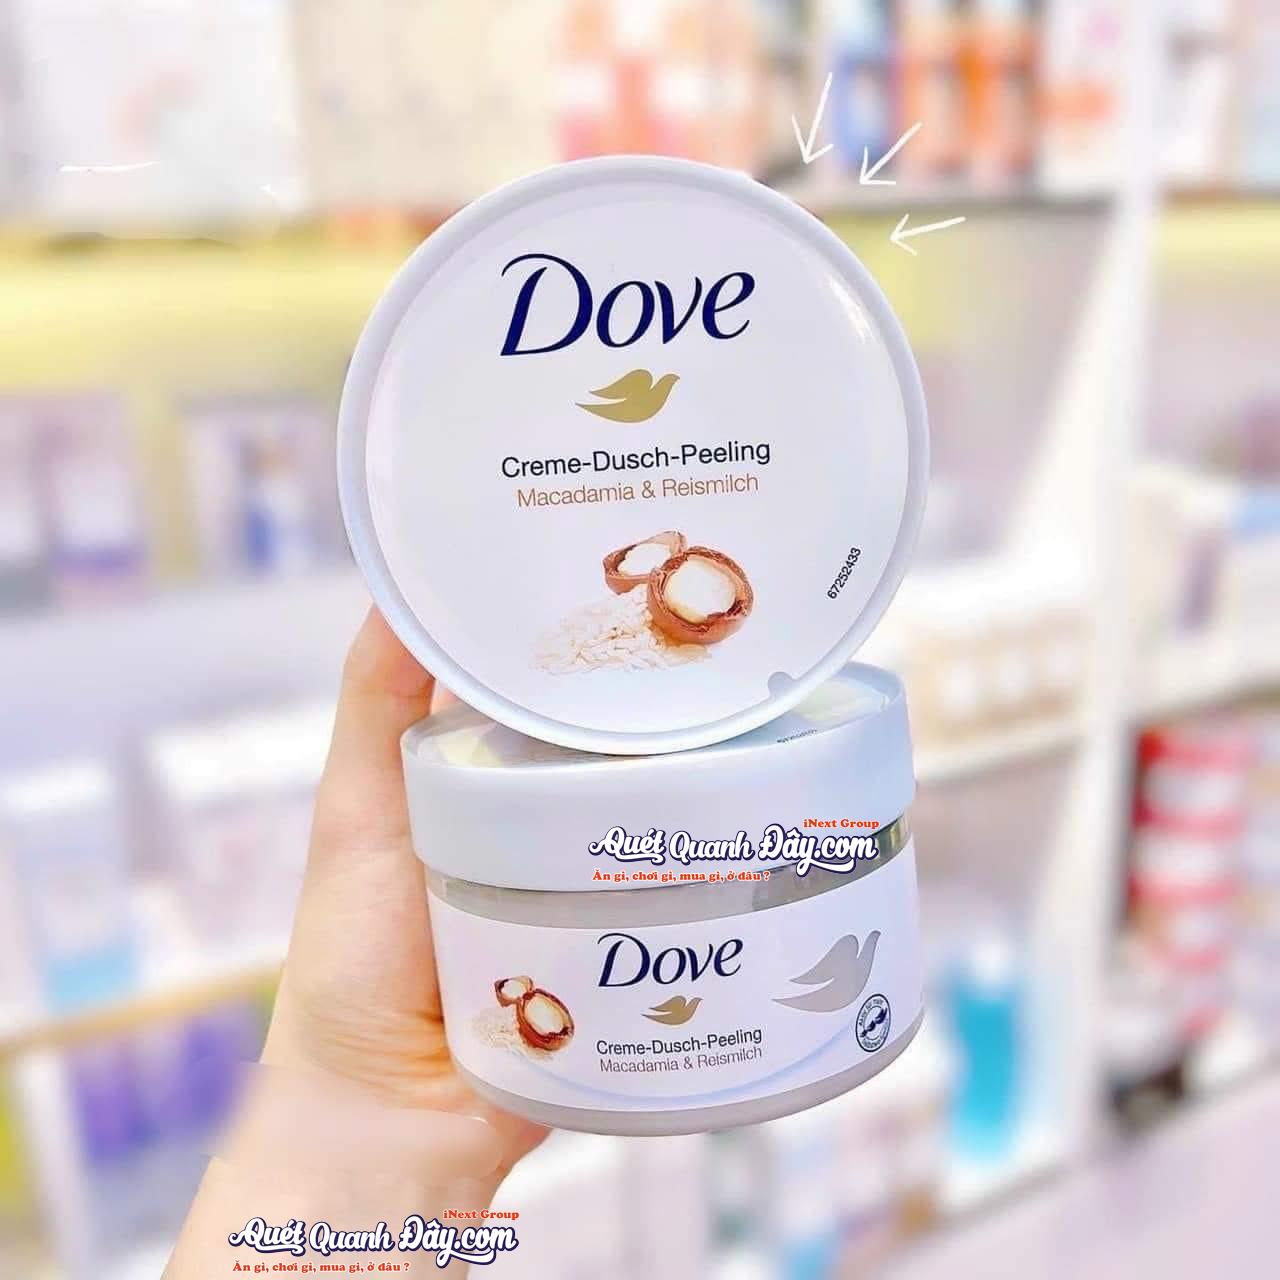 Dove
Creme-Dusch-Peeling
Macadamia & Reismilch
67252433
iNext Group
Quét Quanh Đây.com
Ăn gì, chơi gì, mua gì, ở đâu ?
Dove
Creme-Dusch-Peeling
Macadamia & Reismilch
iNext Group
Quét Quanh Đây.com
Ăn gì, chơi gì, mua gì, ở đâu ?